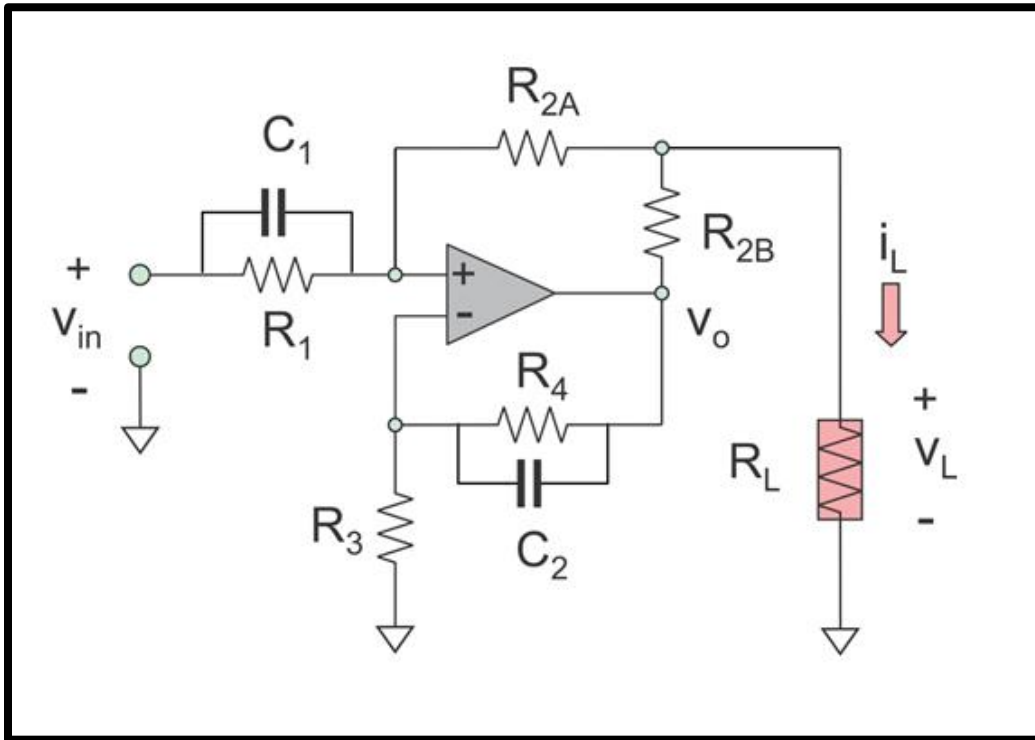 R2A
C1
R2B
+
-
+
vin
-
R1
vo
iL
R4
+
vL
-
RL
R3
C2